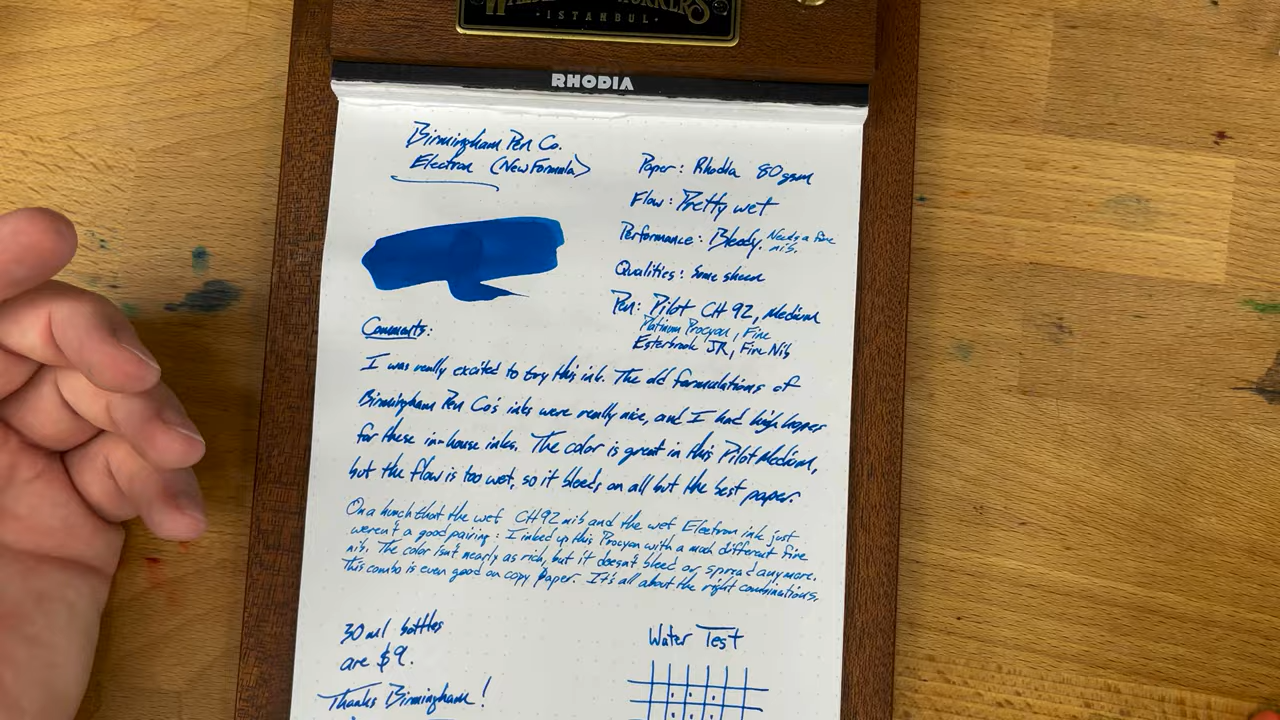 WORKERS
·ISTANBUL·
RHODIA
Birmingham Pen Co.
Electron (New Formula)
Paper: Rhodia 80gsm
Flow: Pretty wet
Performance: Bleedy. Needs a fine
nib.
Qualities: Some sheen
Pen: Pilot CH 92, Medium
Platinum Procyon, Fine
Esterbrook JR, Fine Nib
Comments:
I was really excited to try this ink. The old formulations of
Birmingham Pen Co's inks were really nice, and I had high hopes
for these in-house inks. The color is great in this Pilot Medium,
but the flow is too wet, so it bleeds on all but the best paper.
On a hunch that the wet CH92 nib and the wet Electron ink just
weren't a good pairing: I inked up this Procyon with a much different fine
nib. The color isn't nearly as rich, but it doesn't bleed or spread anymore.
This combo is even good on copy paper. It's all about the right combinations.
30 ml bottles
are $9.
Thanks Birmingham!
Water Test